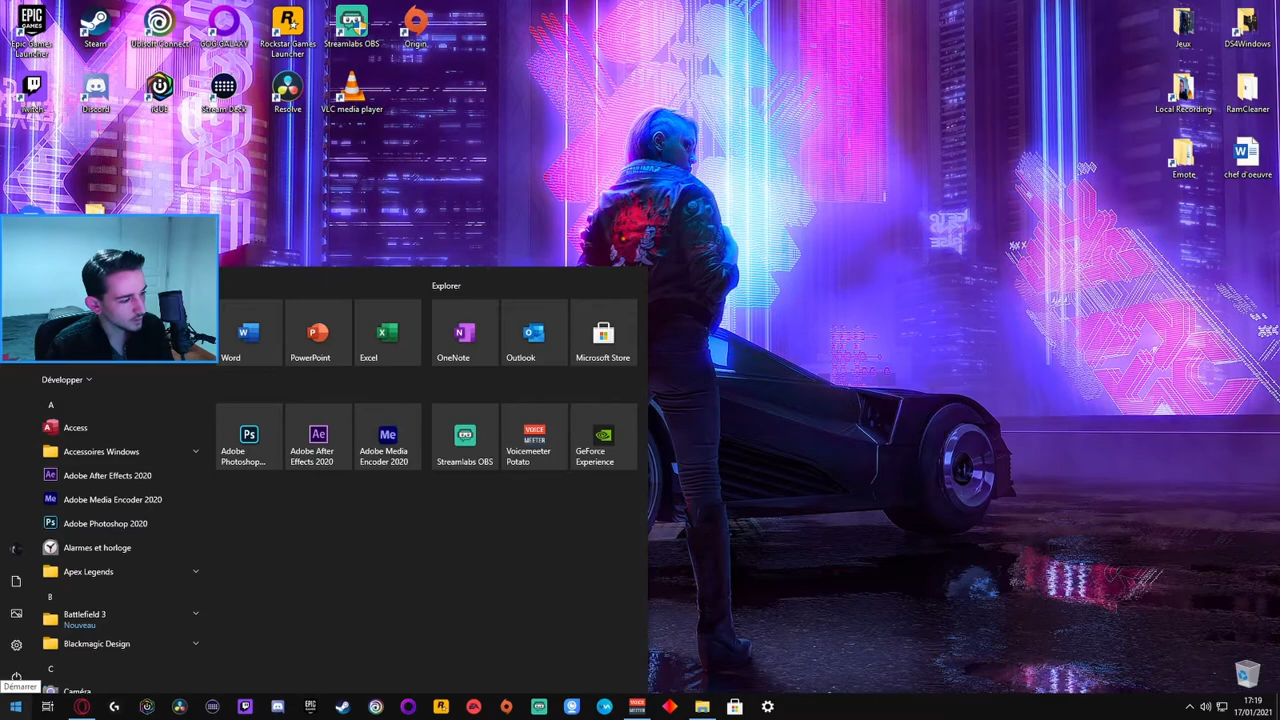 Epic Games
Launcher
Steam
Ubisoft Connect
GOG GALAXY
Rockstar Games
Launcher
Streamlabs OBS
Origin
Jeux
DS4Windows
Twitch
Discord
iCUE
Stream Deck
Resolve
VLC media player
Local Recording
RamCleaner
Emote
chef d'oeuvre
Explorer
Word
PowerPoint
Excel
OneNote
Outlook
Microsoft Store
Développer
A
Access
Accessoires Windows
Adobe After Effects 2020
Adobe Media Encoder 2020
Adobe Photoshop 2020
Alarmes et horloge
Apex Legends
B
Battlefield 3
Nouveau
Blackmagic Design
C
Caméra
Adobe
Photoshop...
Adobe After
Effects 2020
Adobe Media
Encoder 2020
Streamlabs OBS
VOICE
MEETER
Voicemeeter
Potato
GeForce
Experience
Démarrer
17:19
17/01/2021